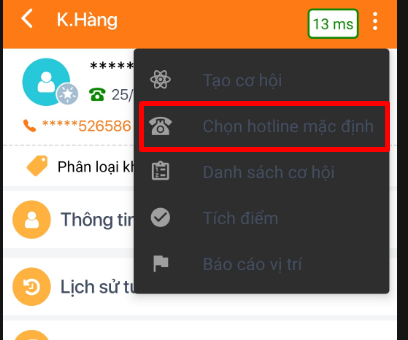 K.Hàng
13 ms
*****
25/
*****526586
Phân loại kh
Thông tin
Lịch sử tư
Tạo cơ hội
Chọn hotline mặc định
Danh sách cơ hội
Tích điểm
Báo cáo vị trí